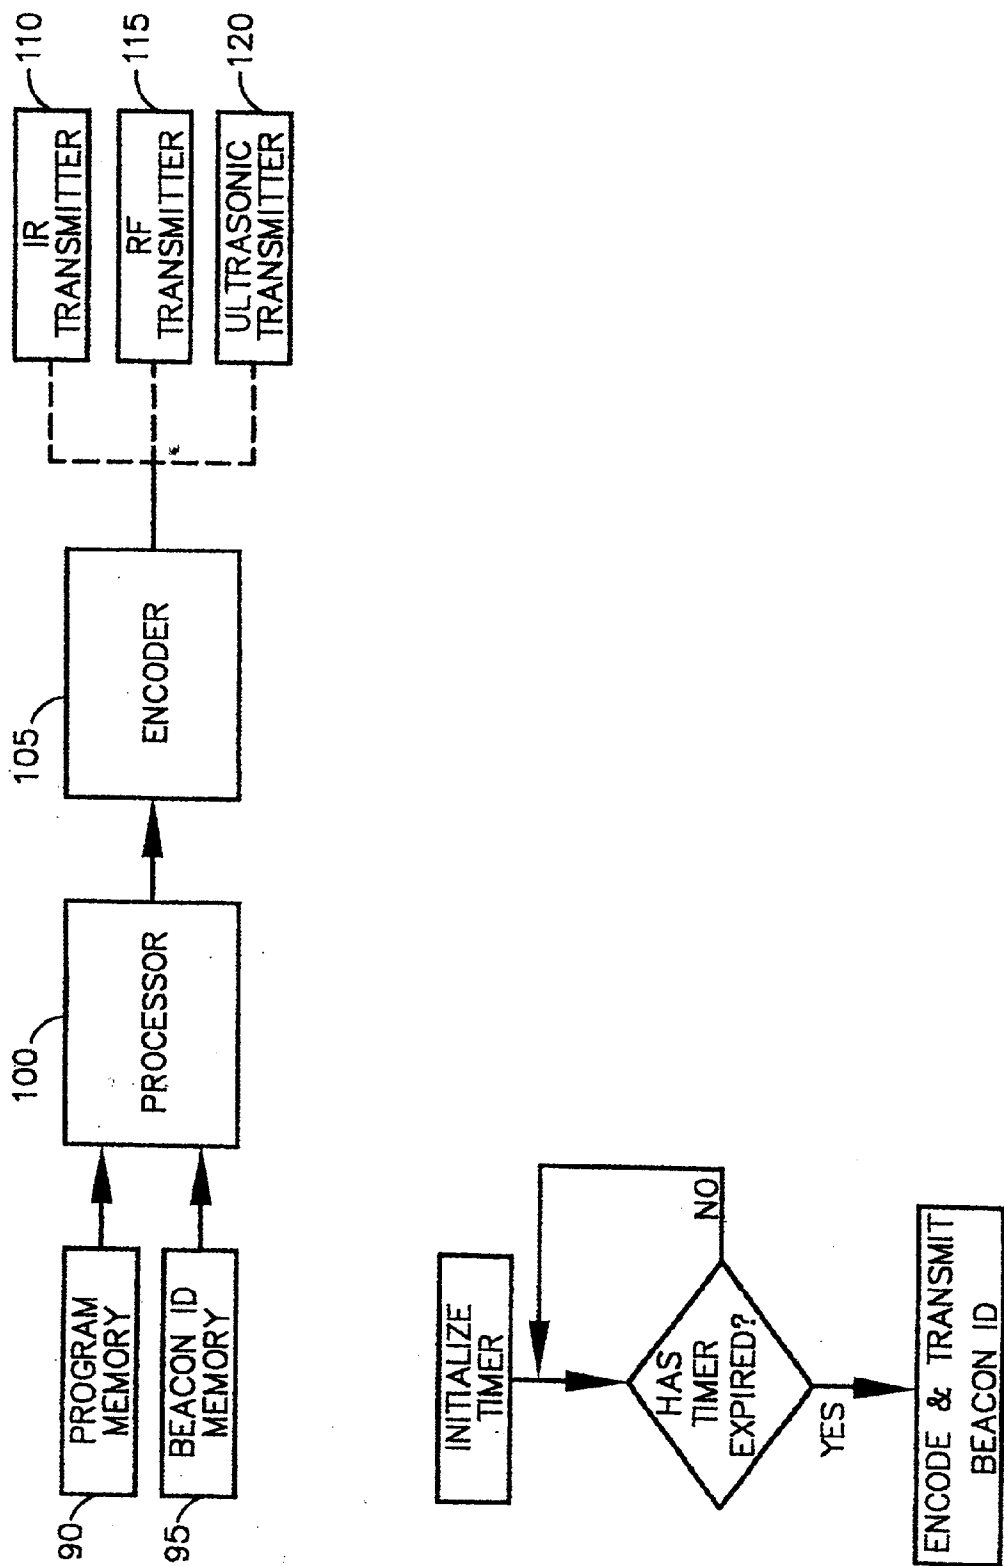 90
PROGRAM
MEMORY
95
BEACON ID
MEMORY
100
PROCESSOR
105
ENCODER
110
IR
TRANSMITTER
115
RF
TRANSMITTER
120
ULTRASONIC
TRANSMITTER
INITIALIZE
TIMER
HAS
TIMER
EXPIRED?
NO
YES
ENCODE & TRANSMIT
BEACON ID